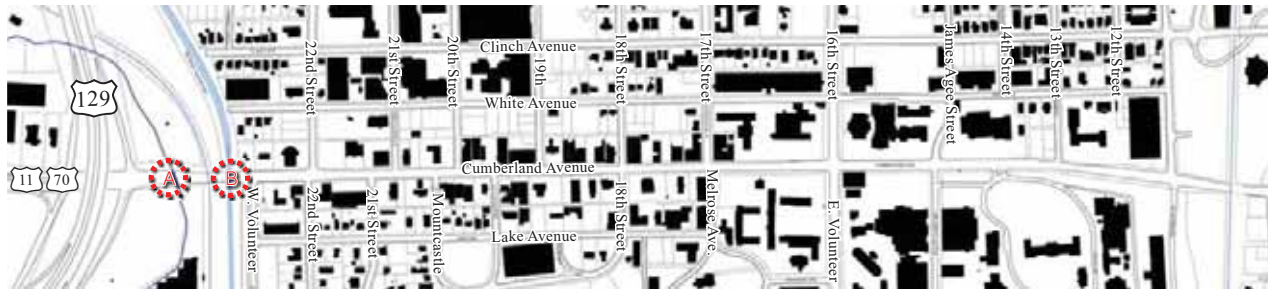 Clinch Avenue
22nd Street
21st Street
20th Street
19th
18th Street
17th Street
16th Street
James Agee Street
14th Street
13th Street
12th Street
129
White Avenue
11
70
A
B
Cumberland Avenue
W. Volunteer
22nd Street
21st Street
Mountcastle
18th Street
Melrose Ave.
E. Volunteer
Lake Avenue